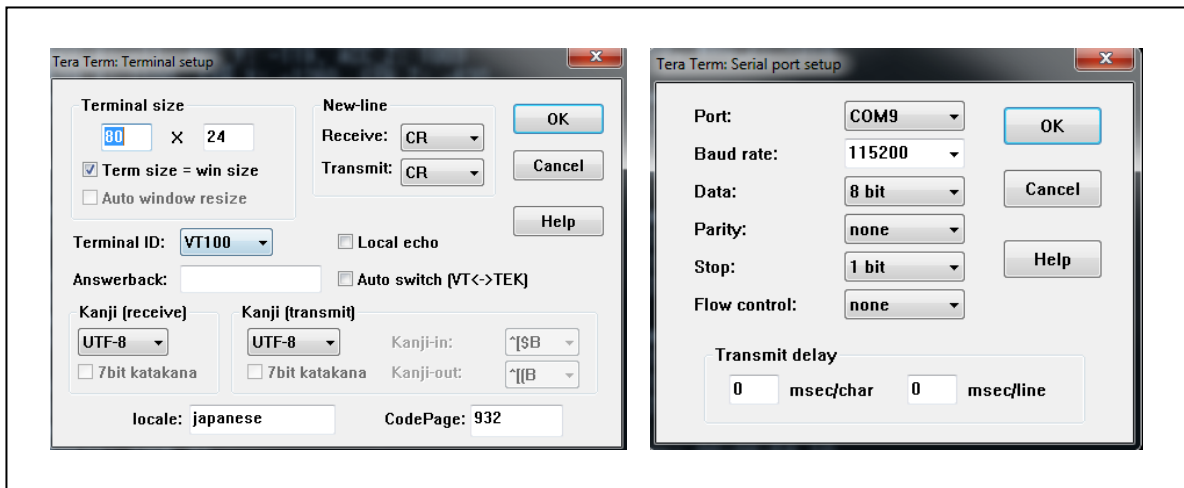 Tera Term: Terminal setup
x
Terminal size
80 X 24
Term size = win size
Auto window resize
New-line
Receive: CR
Transmit: CR
OK
Cancel
Help
Terminal ID: VT100
Local echo
Answerback:
Auto switch (VT<->TEK)
Kanji (receive)
UTF-8
7bit katakana
Kanji (transmit)
UTF-8
7bit katakana
Kanji-in: ^[$B
Kanji-out: ^[(B
locale: japanese
CodePage: 932
Tera Term: Serial port setup
x
Port: COM9
Baud rate: 115200
Data: 8 bit
Parity: none
Stop: 1 bit
Flow control: none
OK
Cancel
Help
Transmit delay
0 msec/char 0 msec/line